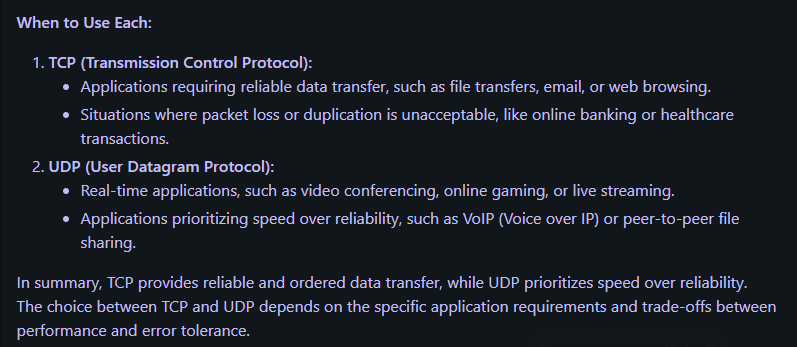 When to Use Each:
1. TCP (Transmission Control Protocol):
• Applications requiring reliable data transfer, such as file transfers, email, or web browsing.
• Situations where packet loss or duplication is unacceptable, like online banking or healthcare
transactions.
2. UDP (User Datagram Protocol):
• Real-time applications, such as video conferencing, online gaming, or live streaming.
• Applications prioritizing speed over reliability, such as VoIP (Voice over IP) or peer-to-peer file
sharing.
In summary, TCP provides reliable and ordered data transfer, while UDP prioritizes speed over reliability.
The choice between TCP and UDP depends on the specific application requirements and trade-offs between
performance and error tolerance.